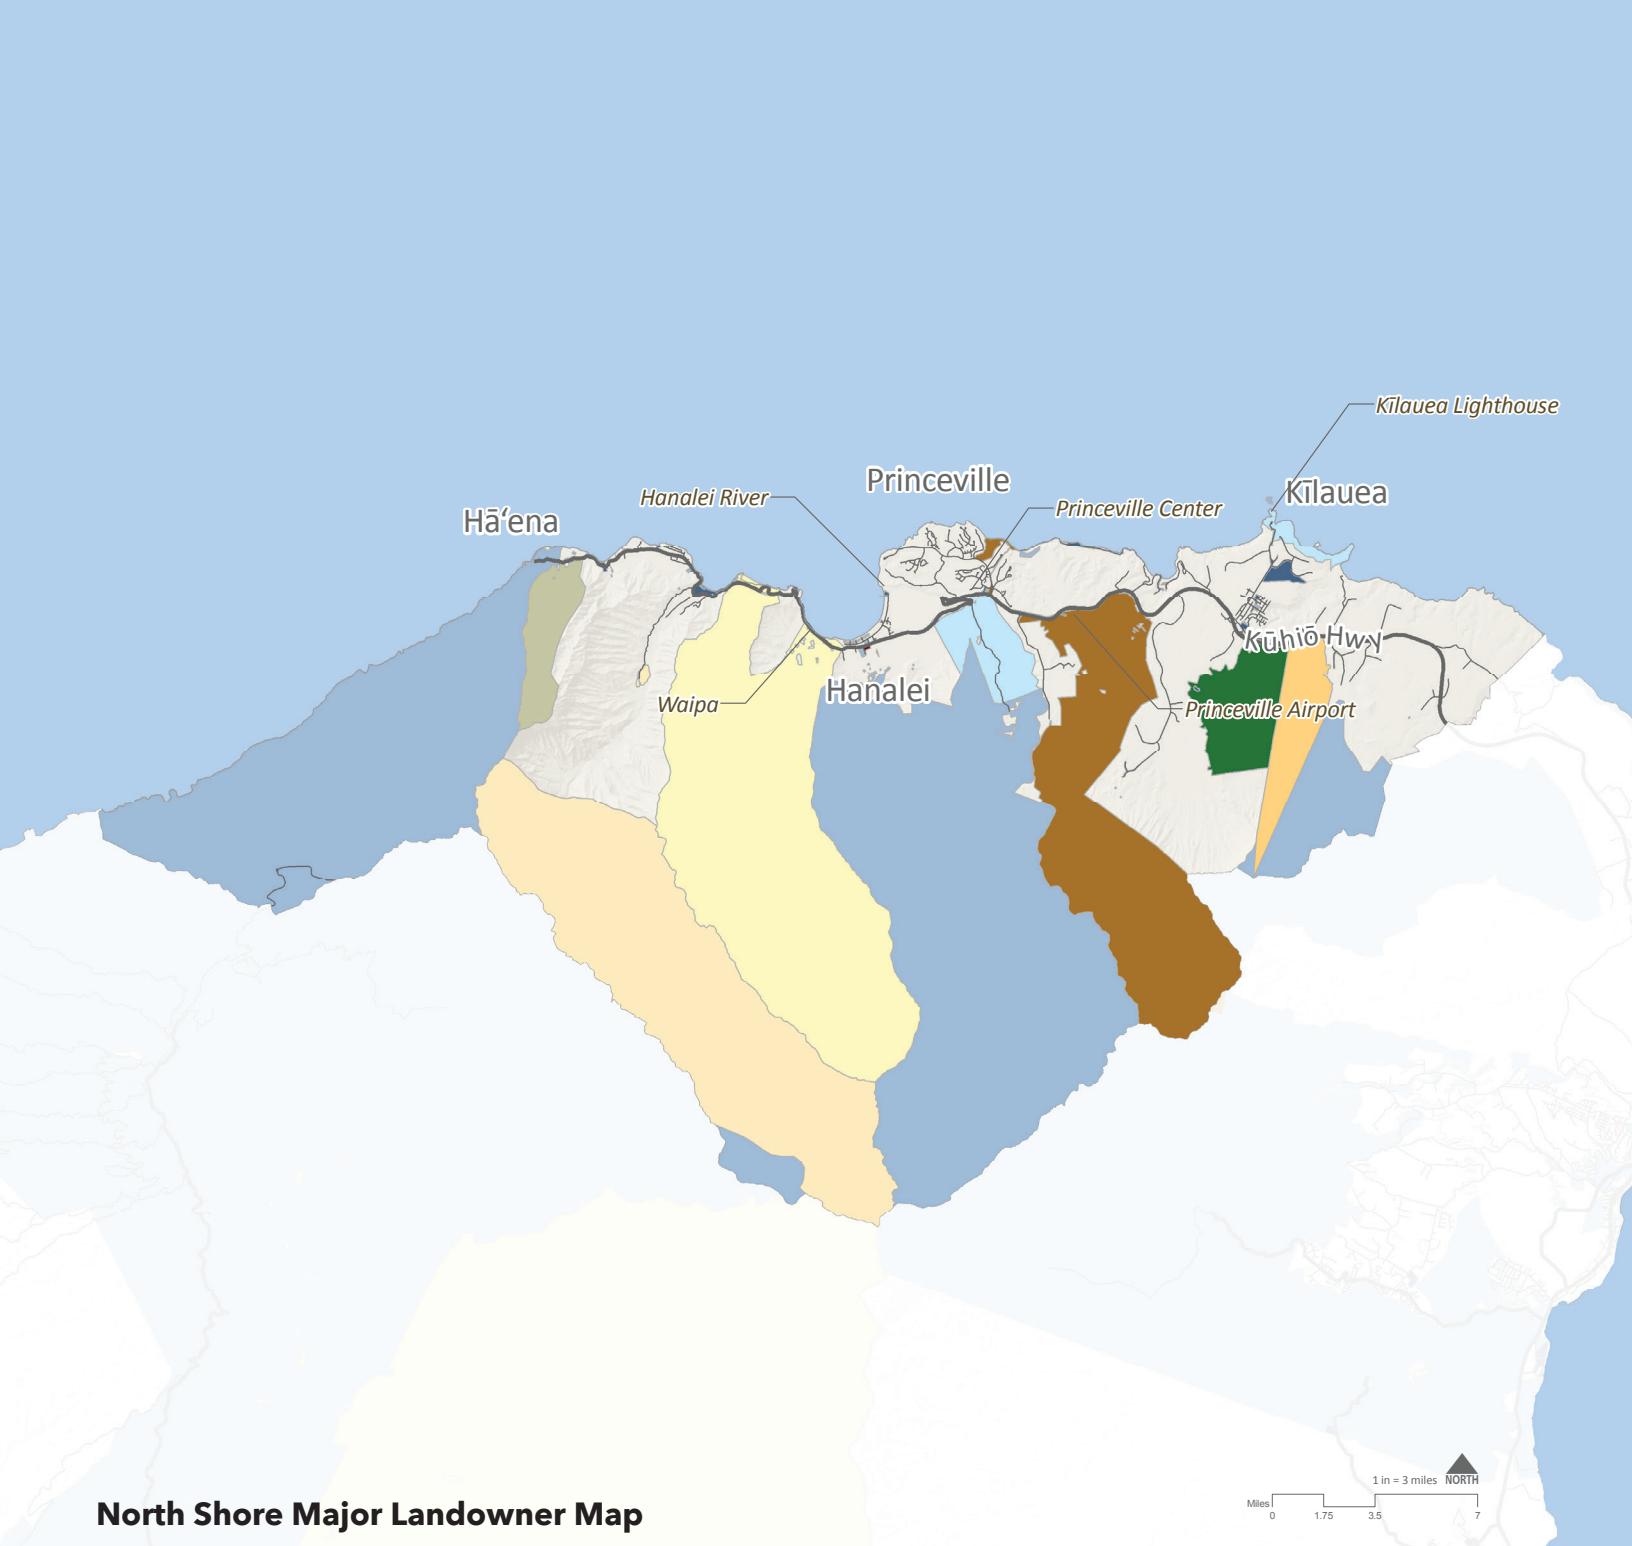 Kīlauea Lighthouse
Princeville
Kīlauea
Hanalei River
Princeville Center
Hāʻena
Kūhiō Hwy
Hanalei
Waipa
Princeville Airport
1 in = 3 miles NORTH
Miles
0 1.75 3.5 7
North Shore Major Landowner Map